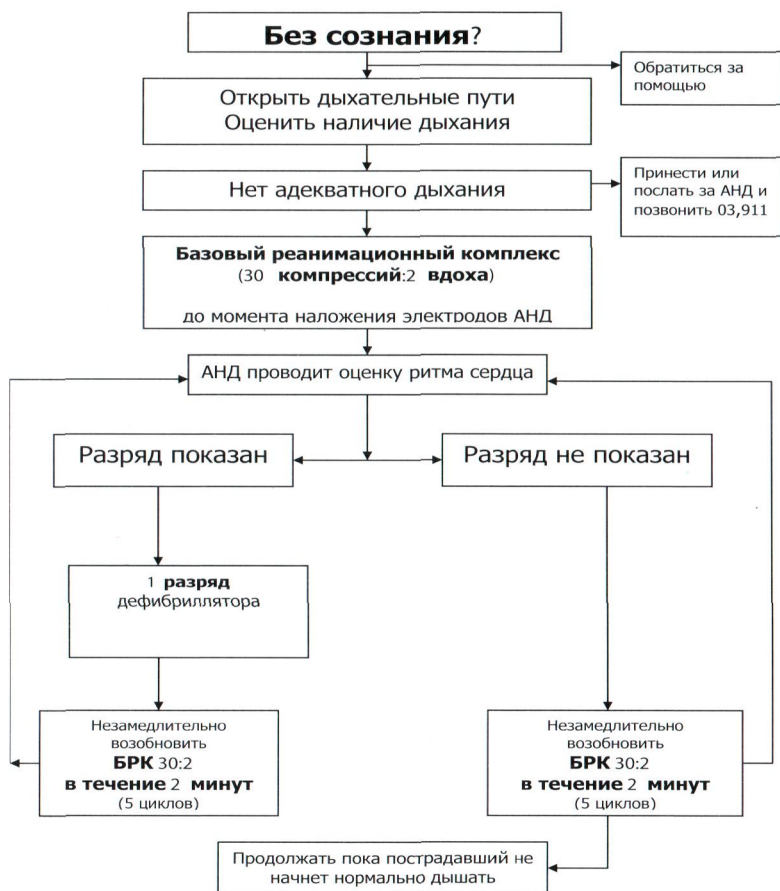 Без сознания?
Обратиться за
помощью
Открыть дыхательные пути
Оценить наличие дыхания
Нет адекватного дыхания
Принести или
послать за АНД и
позвонить 03,911
Базовый реанимационный комплекс
(30 компрессий:2 вдоха)
до момента наложения электродов АНД
АНД проводит оценку ритма сердца
Разряд показан
Разряд не показан
1 разряд
дефибриллятора
Незамедлительно
возобновить
БРК 30:2
в течение 2 минут
(5 циклов)
Незамедлительно
возобновить
БРК 30:2
в течение 2 минут
(5 циклов)
Продолжать пока пострадавший не
начнет нормально дышать